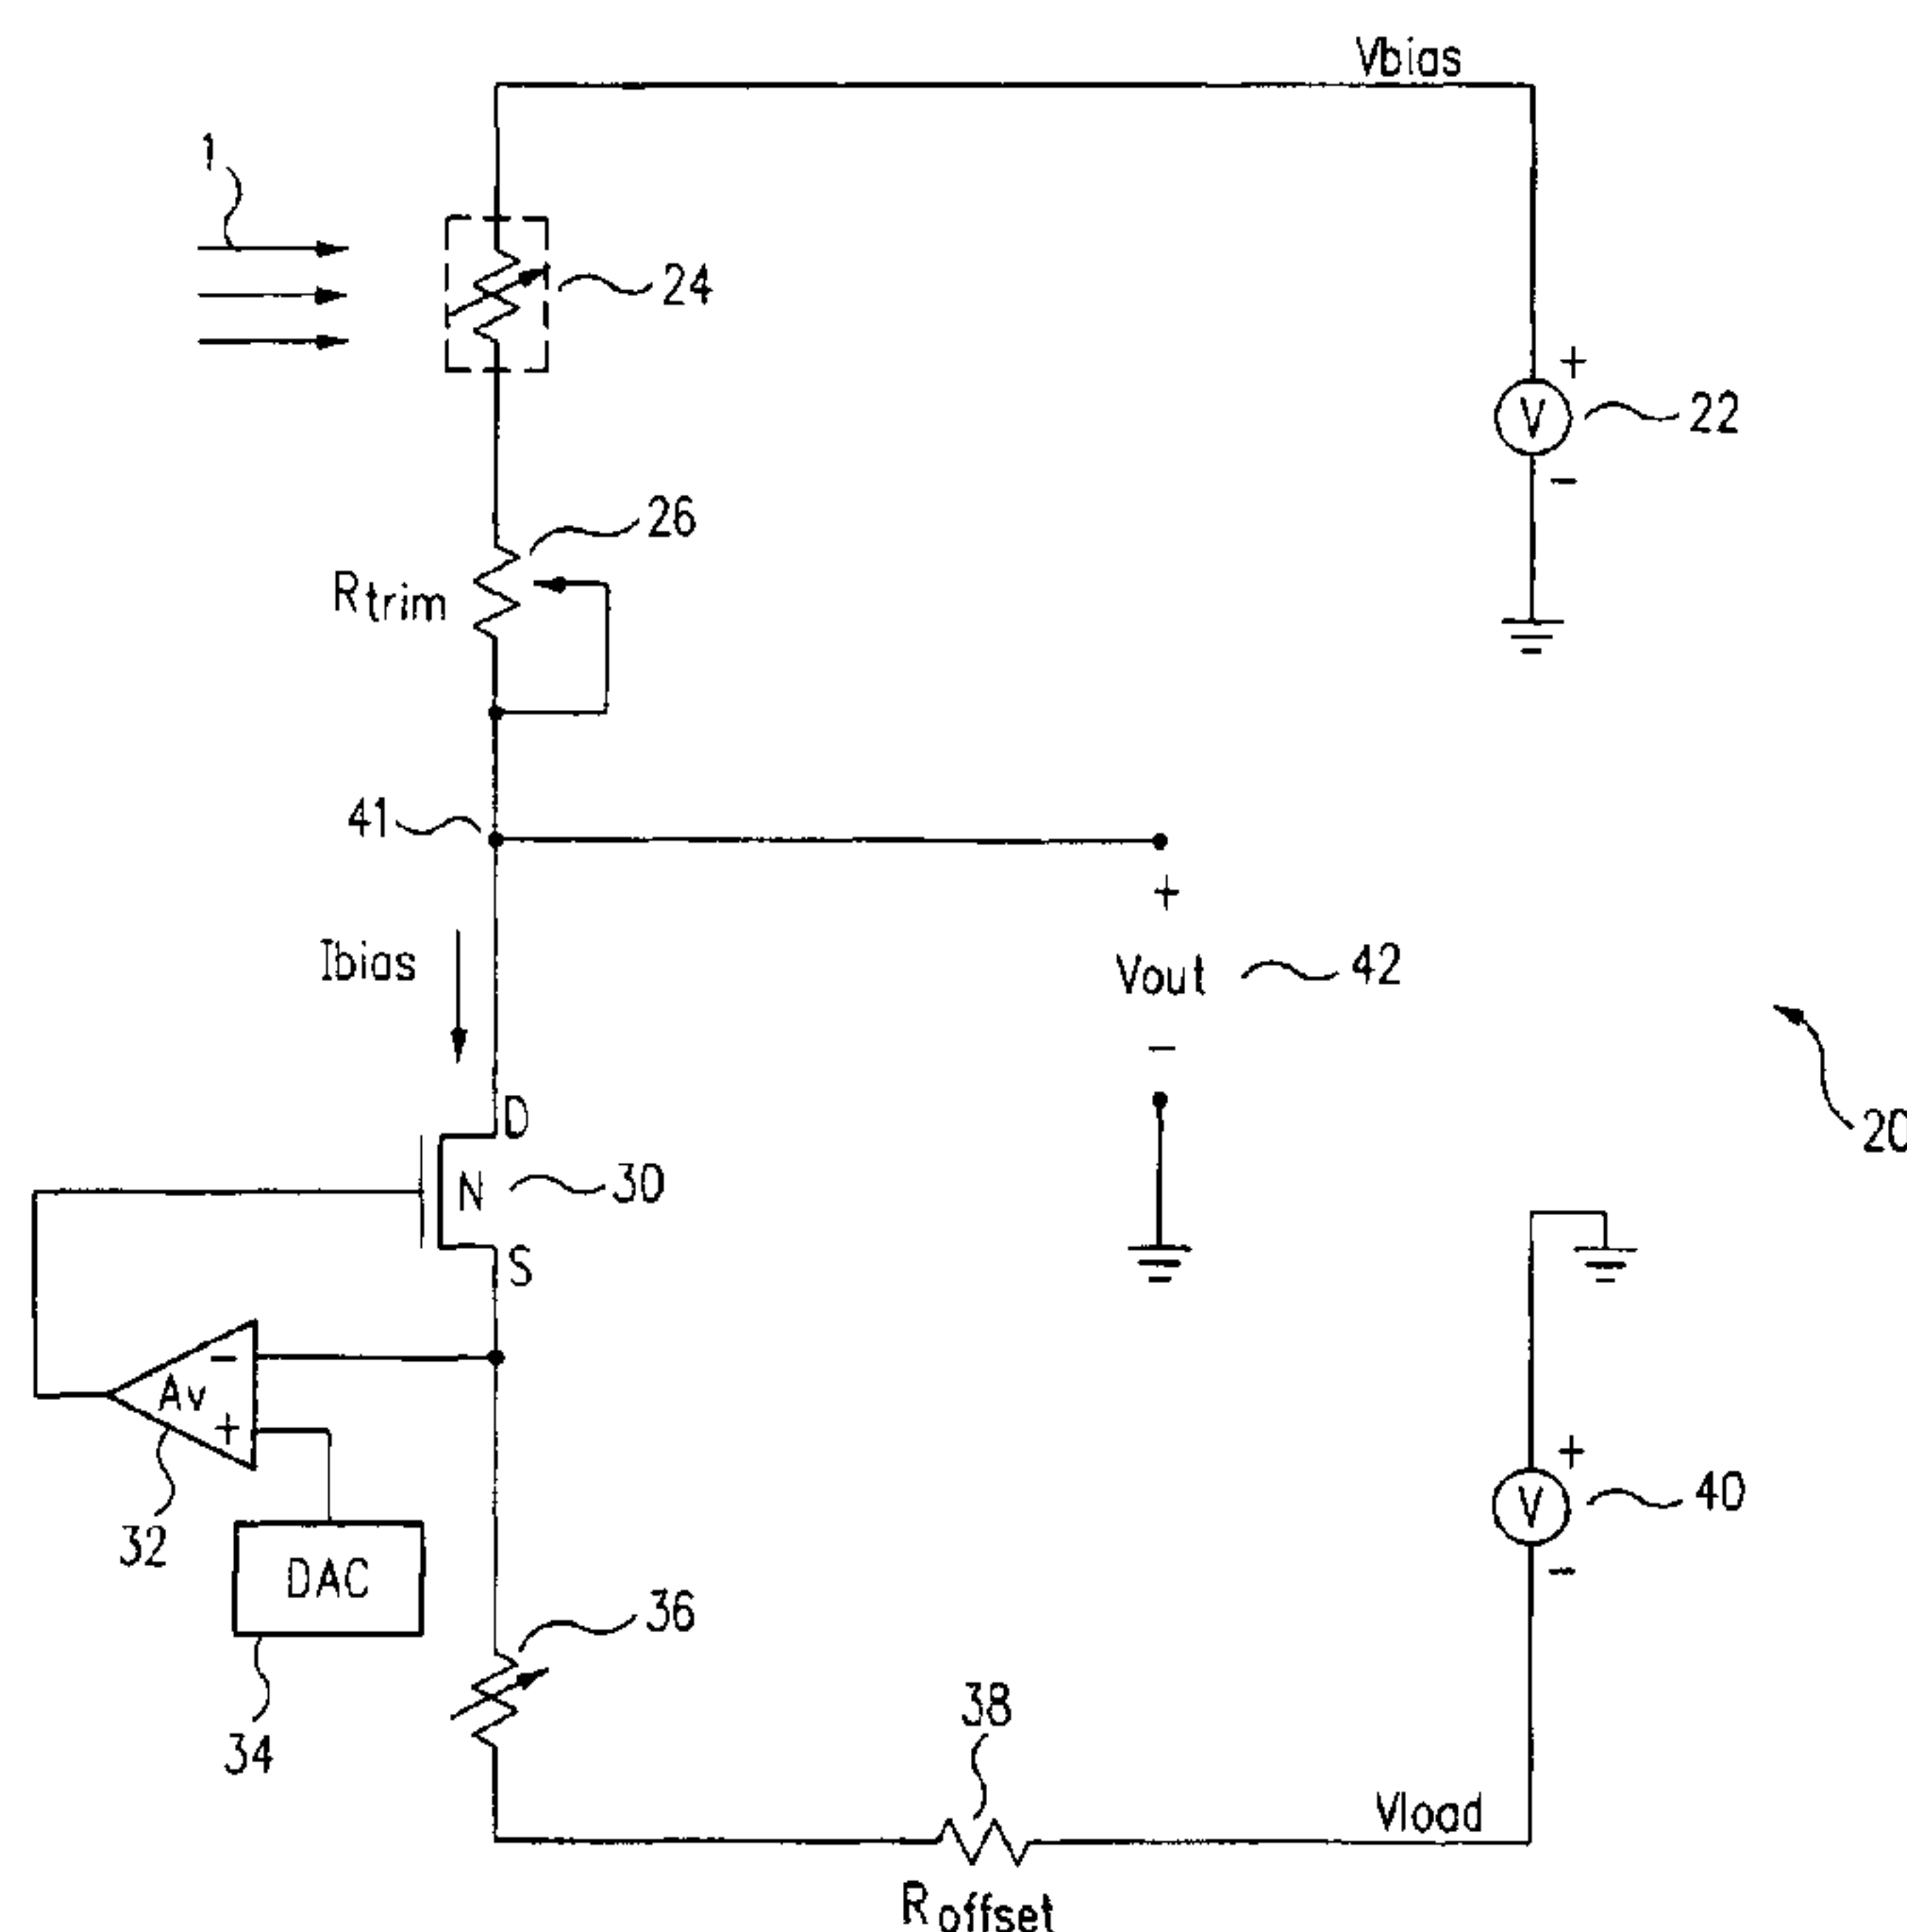 Vbias
1
24
+
V
22
-
26
Rtrim
41
+
Ibias
Vout
42
-
20
D
N
30
S
-
Av
+
+
V
40
-
32
DAC
36
34
38
Vload
Roffset